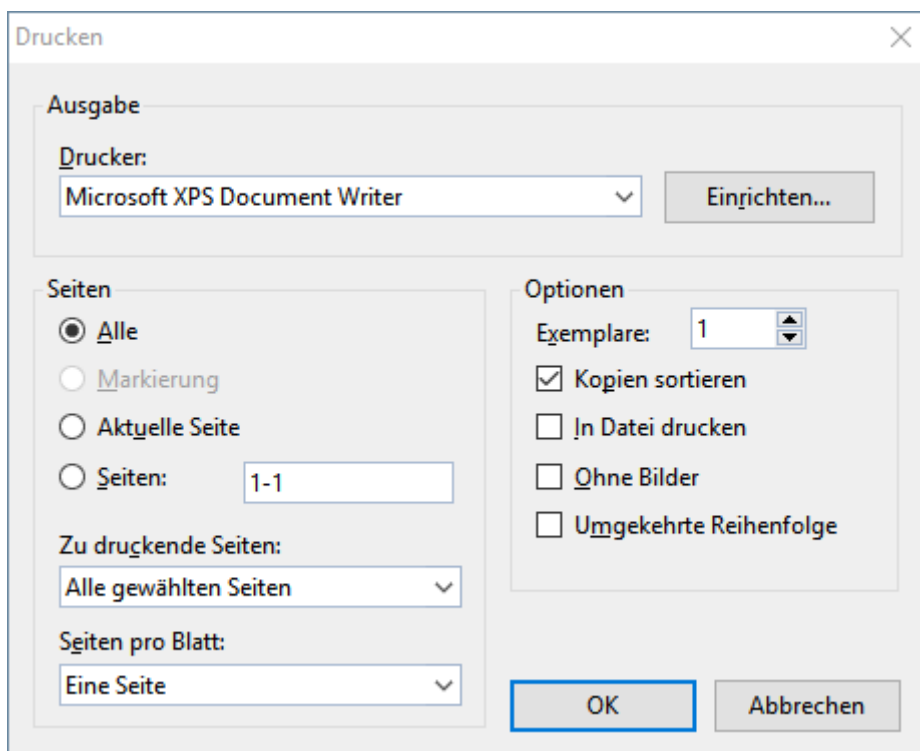 Drucken
Ausgabe
Drucker:
Microsoft XPS Document Writer
Einrichten...
Seiten
Alle
Markierung
Aktuelle Seite
Seiten:
1-1
Zu druckende Seiten:
Alle gewählten Seiten
Seiten pro Blatt:
Eine Seite
Optionen
Exemplare:
1
Kopien sortieren
In Datei drucken
Ohne Bilder
Umgekehrte Reihenfolge
OK
Abbrechen